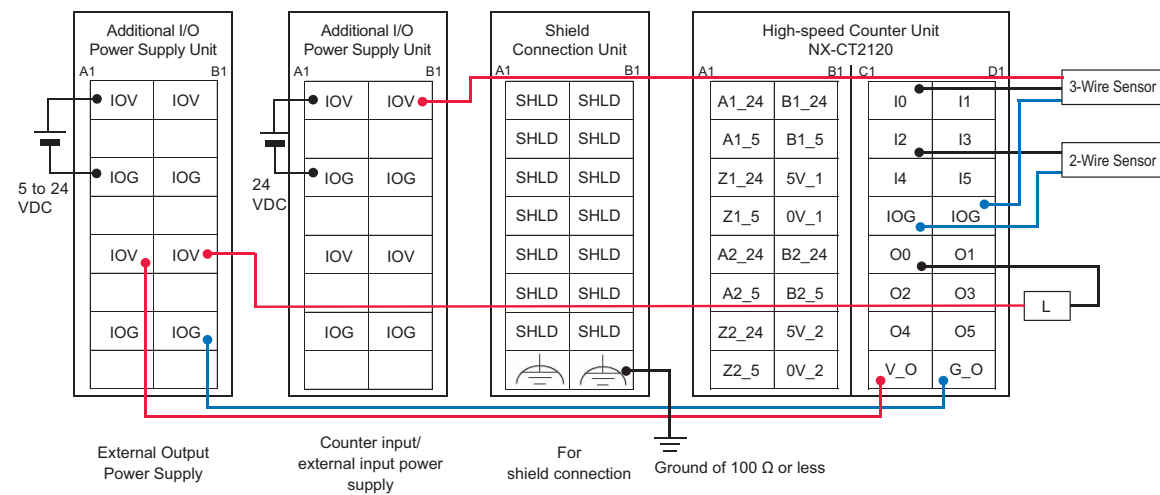 Additional I/O
Power Supply Unit
A1 B1
IOV IOV
IOG IOG
IOV IOV
IOG IOG
5 to 24
VDC
External Output
Power Supply
Additional I/O
Power Supply Unit
A1 B1
IOV IOV
IOG IOG
IOV IOV
IOG IOG
24
VDC
Counter input/
external input power
supply
Shield
Connection Unit
A1 B1
SHLD SHLD
SHLD SHLD
SHLD SHLD
SHLD SHLD
SHLD SHLD
SHLD SHLD
SHLD SHLD
For
shield connection
Ground of 100 Ω or less
High-speed Counter Unit
NX-CT2120
A1 B1 C1 D1
A1_24 B1_24 I0 I1
A1_5 B1_5 I2 I3
Z1_24 5V_1 I4 I5
Z1_5 0V_1 IOG IOG
A2_24 B2_24 O0 O1
A2_5 B2_5 O2 O3
Z2_24 5V_2 O4 O5
Z2_5 0V_2 V_O G_O
3-Wire Sensor
2-Wire Sensor
L